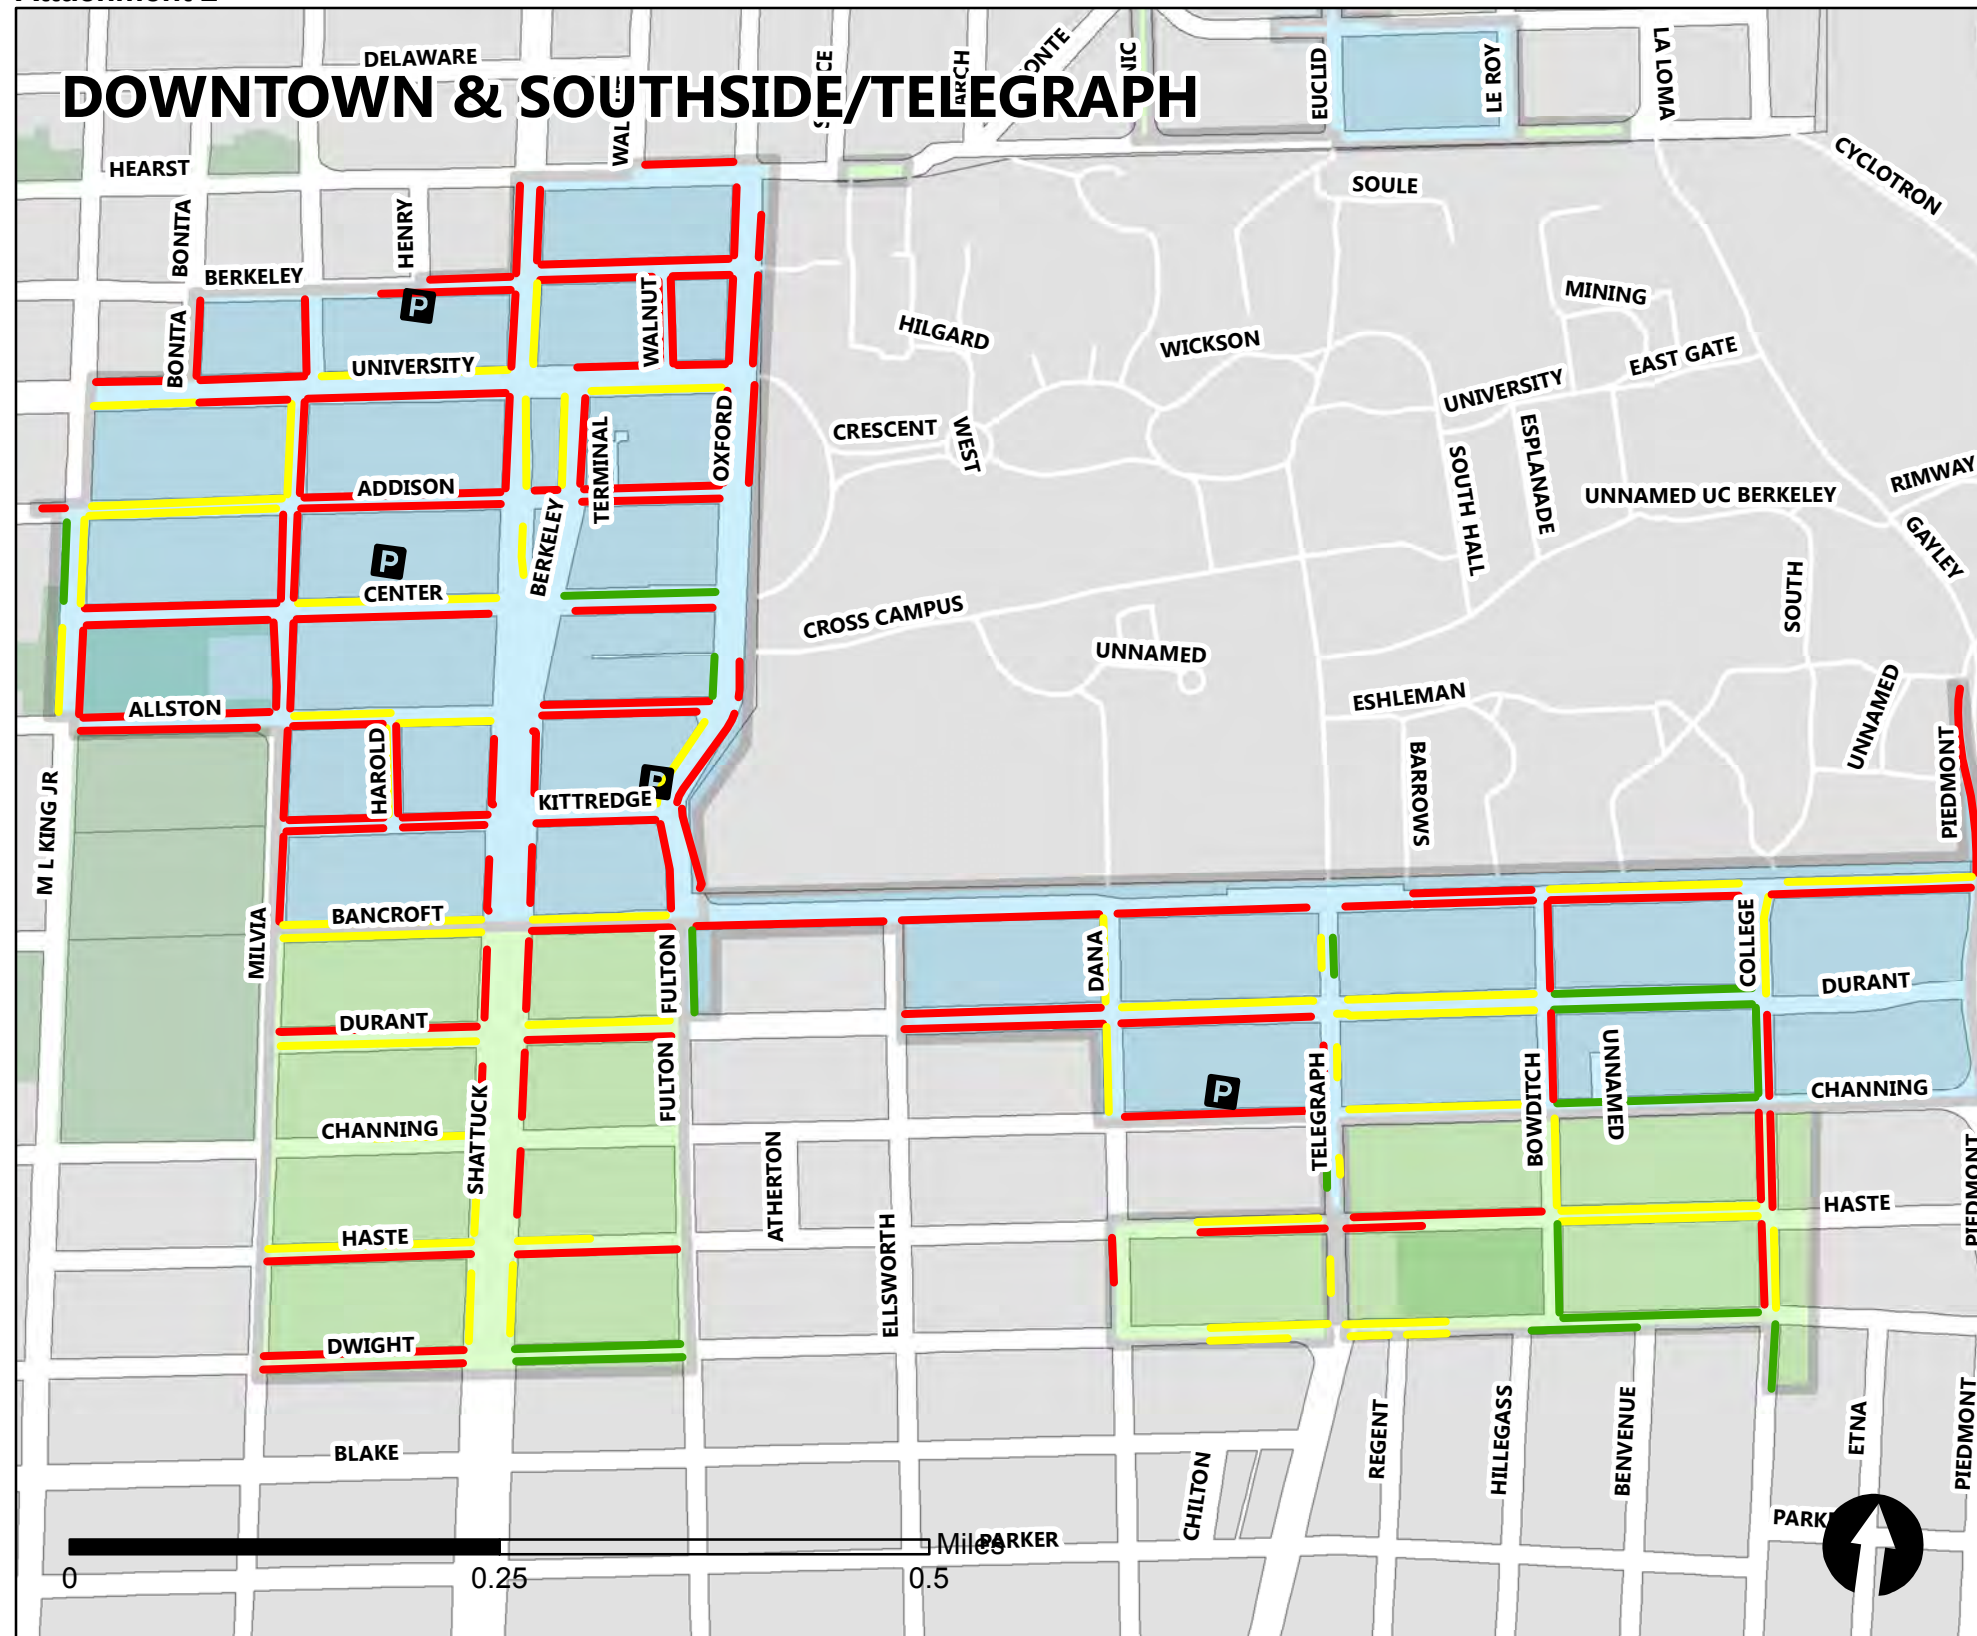 DELAWARE
DOWNTOWN & SOUTHSIDE/TELEGRAPH
EUCLID
LE ROY
LA LOMA
HEARST
CYCLOTRON
SOULE
BONITA
HENRY
BERKELEY
MINING
WALNUT
BONITA
HILGARD
WICKSON
EAST GATE
UNIVERSITY
UNIVERSITY
CRESCENT
WEST
OXFORD
TERMINAL
ESPLANADE
SOUTH HALL
ADDISON
UNNAMED UC BERKELEY
RIMWAY
GAYLEY
P
BERKELEY
CENTER
SOUTH
CROSS CAMPUS
UNNAMED
ESHLEMAN
UNNAMED
ALLSTON
HAROLD
P
P
KITTREDGE
BARROWS
PIEDMONT
M L KING JR
BANCROFT
MILVIA
FULTON
DANA
COLLEGE
DURANT
DURANT
FULTON
P
TELEGRAPH
BOWDITCH
UNNAMED
CHANNING
CHANNING
SHATTUCK
ATHERTON
PIEDMONT
HASTE
HASTE
ELLSWORTH
DWIGHT
BLAKE
CHILTON
REGENT
HILLEGASS
BENVENUE
ETNA
PIEDMONT
PARKER
Miles
0
0.25
0.5